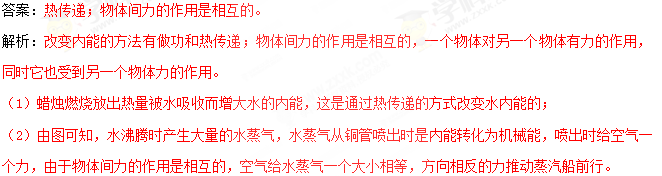 答案：热传递；物体间力的作用是相互的。
解析：改变内能的方法有做功和热传递；物体间力的作用是相互的，一个物体对另一个物体有力的作用，
同时它也受到另一个物体力的作用。
（1）蜡烛燃烧放出热量被水吸收而增大水的内能，这是通过热传递的方式改变水内能的；
（2）由图可知，水沸腾时产生大量的水蒸气，水蒸气从铜管喷出时是内能转化为机械能，喷出时给空气一
个力，由于物体间力的作用是相互的，空气给水蒸气一个大小相等，方向相反的力推动蒸汽船前行。